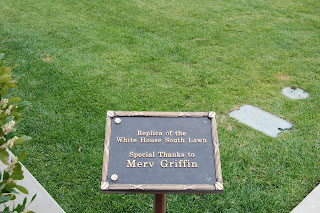 Replica of the
White House South Lawn
Special Thanks to
Merv Griffin